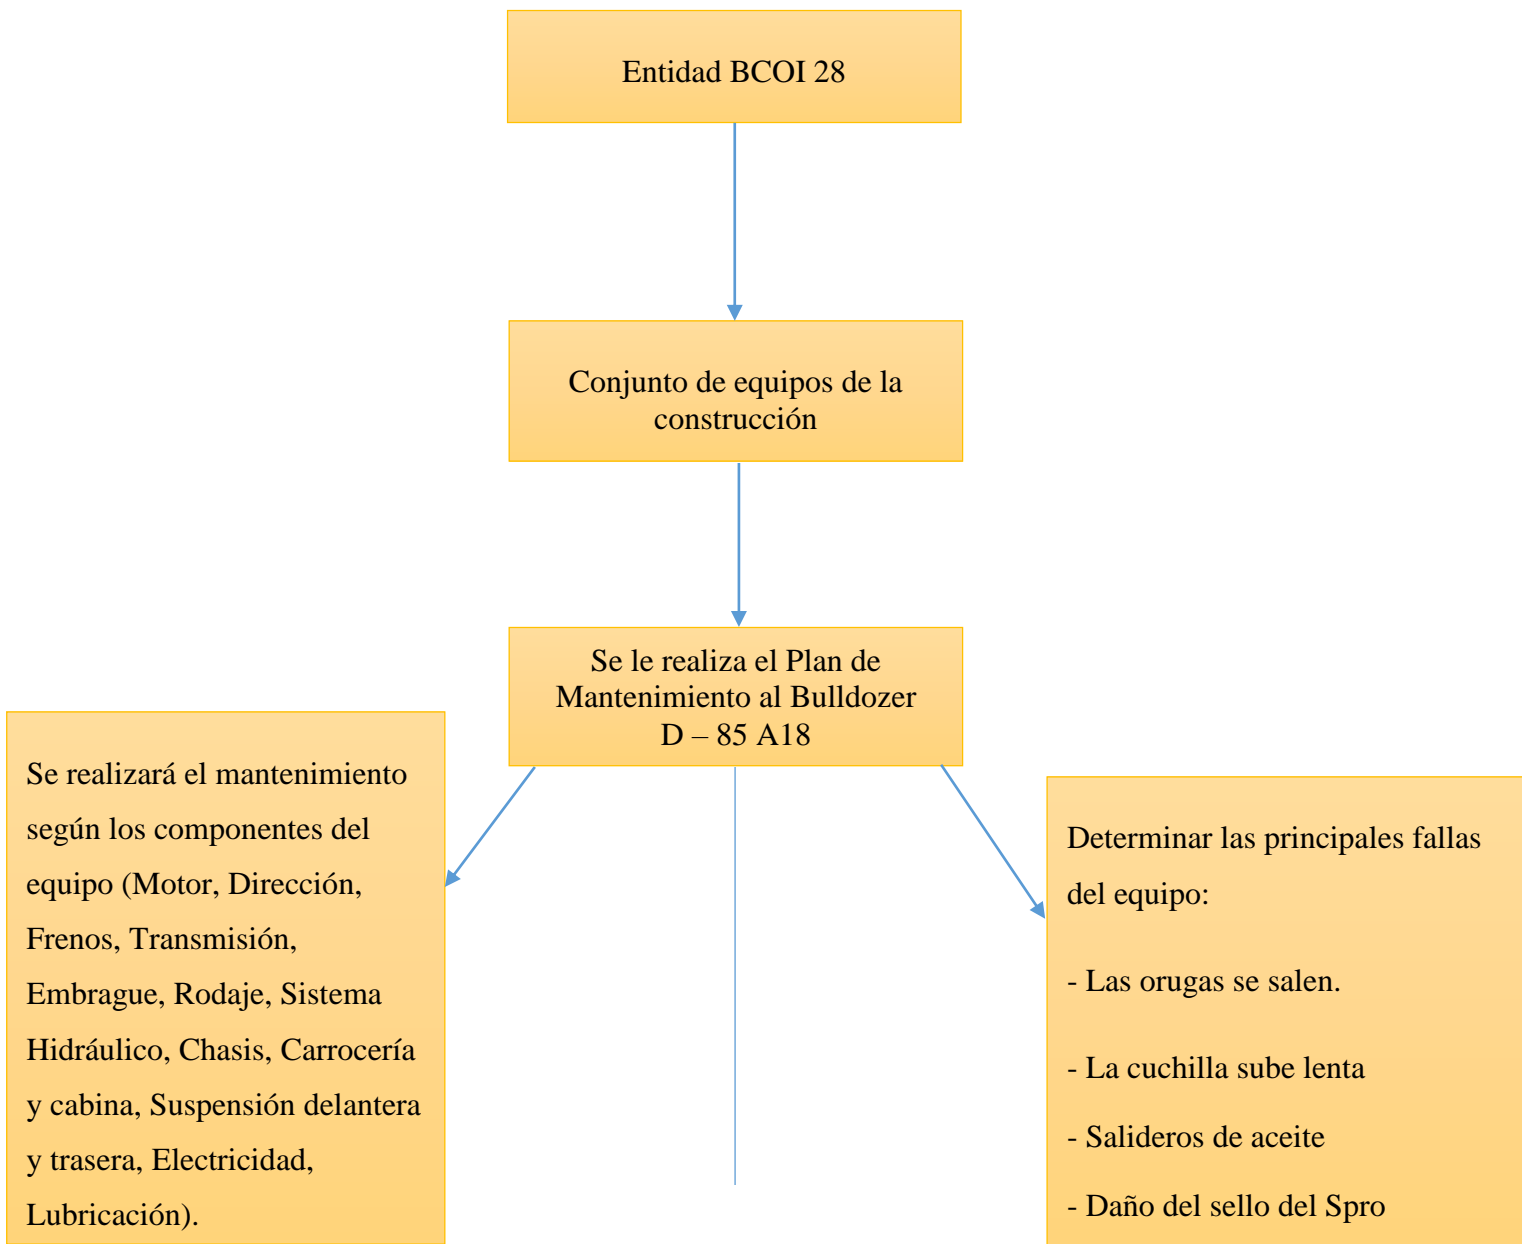 Entidad BCOI 28
Conjunto de equipos de la
construcción
Se le realiza el Plan de
Mantenimiento al Bulldozer
D – 85 A18
Se realizará el mantenimiento
según los componentes del
equipo (Motor, Dirección,
Frenos, Transmisión,
Embrague, Rodaje, Sistema
Hidráulico, Chasis, Carrocería
y cabina, Suspensión delantera
y trasera, Electricidad,
Lubricación).
Determinar las principales fallas
del equipo:
- Las orugas se salen.
- La cuchilla sube lenta
- Salideros de aceite
- Daño del sello del Spro